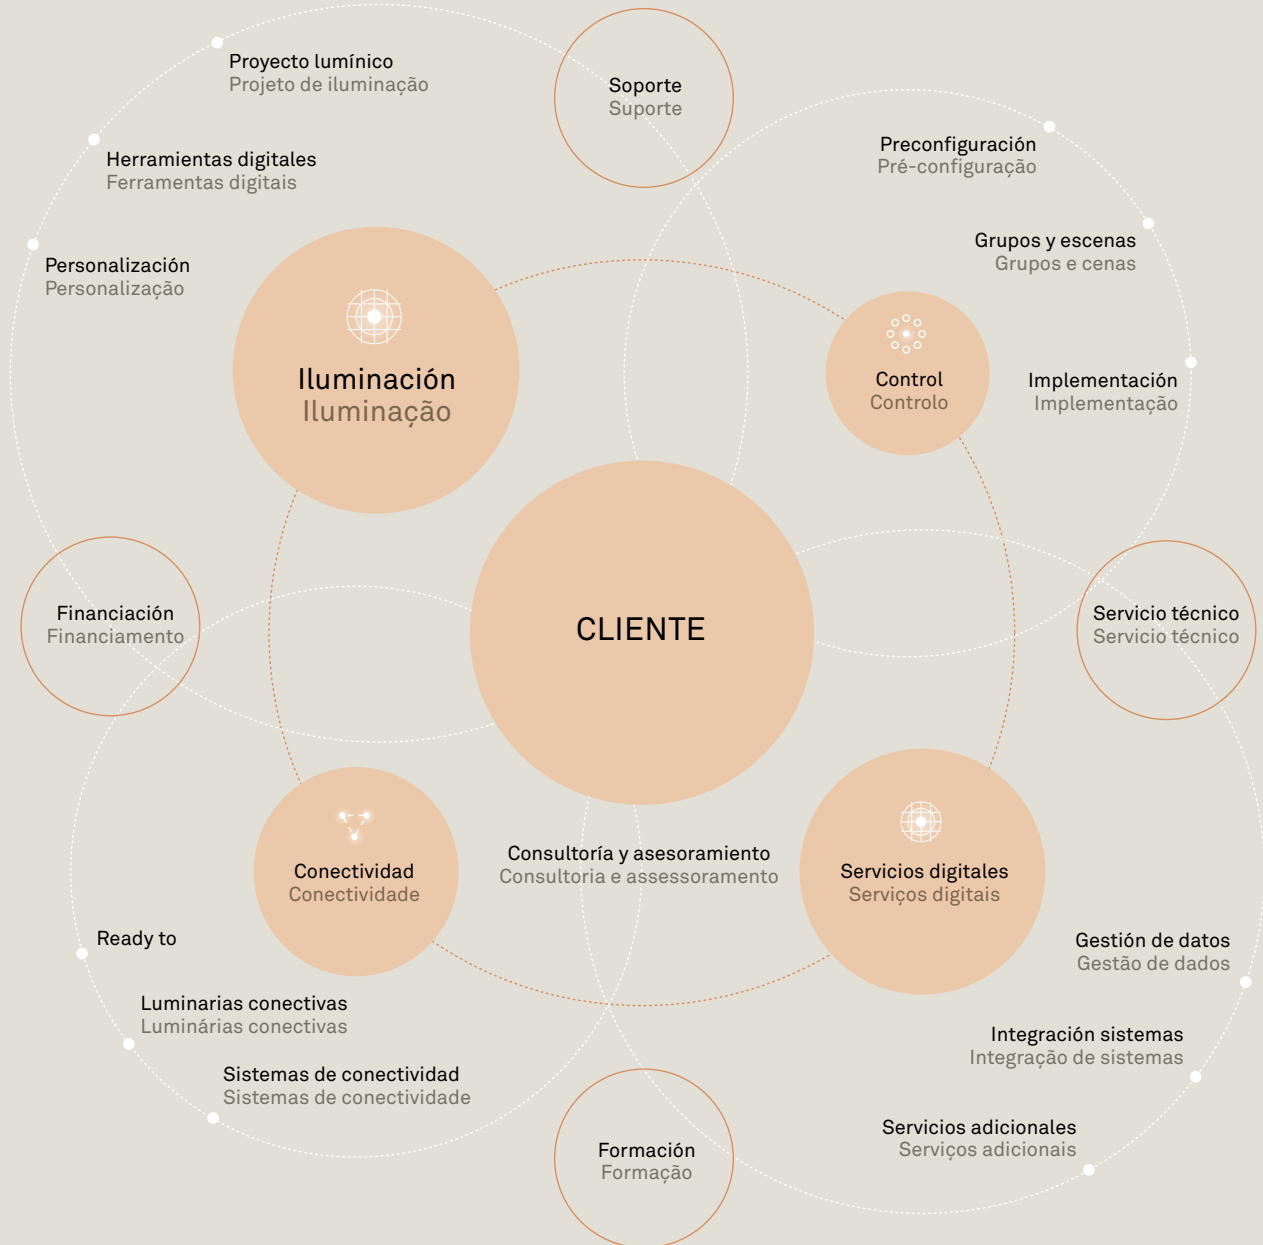 Proyecto lumínico
Projeto de iluminação
Soporte
Suporte
Preconfiguración
Pré-configuração
Herramientas digitales
Ferramentas digitais
Grupos y escenas
Grupos e cenas
Personalización
Personalização
Iluminación
Iluminação
Control
Controlo
Implementación
Implementação
Financiación
Financiamento
CLIENTE
Servicio técnico
Servicio técnico
Conectividad
Conectividade
Consultoría y asesoramiento
Consultoria e assessoramento
Servicios digitales
Serviços digitais
Ready to
Gestión de datos
Gestão de dados
Luminarias conectivas
Luminárias conectivas
Integración sistemas
Integração de sistemas
Sistemas de conectividad
Sistemas de conectividade
Servicios adicionales
Serviços adicionais
Formación
Formação